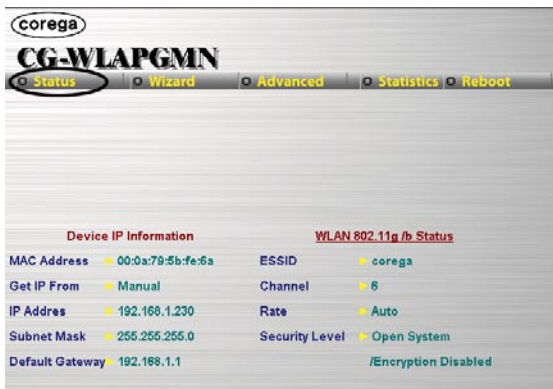 corega
CG-WLAPGMN
Status Wizard Advanced Statistics Reboot
Device IP Information
MAC Address 00:0a:79:5b:fe:6a
Get IP From Manual
IP Addres 192.168.1.230
Subnet Mask 255.255.255.0
Default Gateway 192.168.1.1
WLAN 802.11g /b Status
ESSID corega
Channel 6
Rate Auto
Security Level Open System
/Encryption Disabled